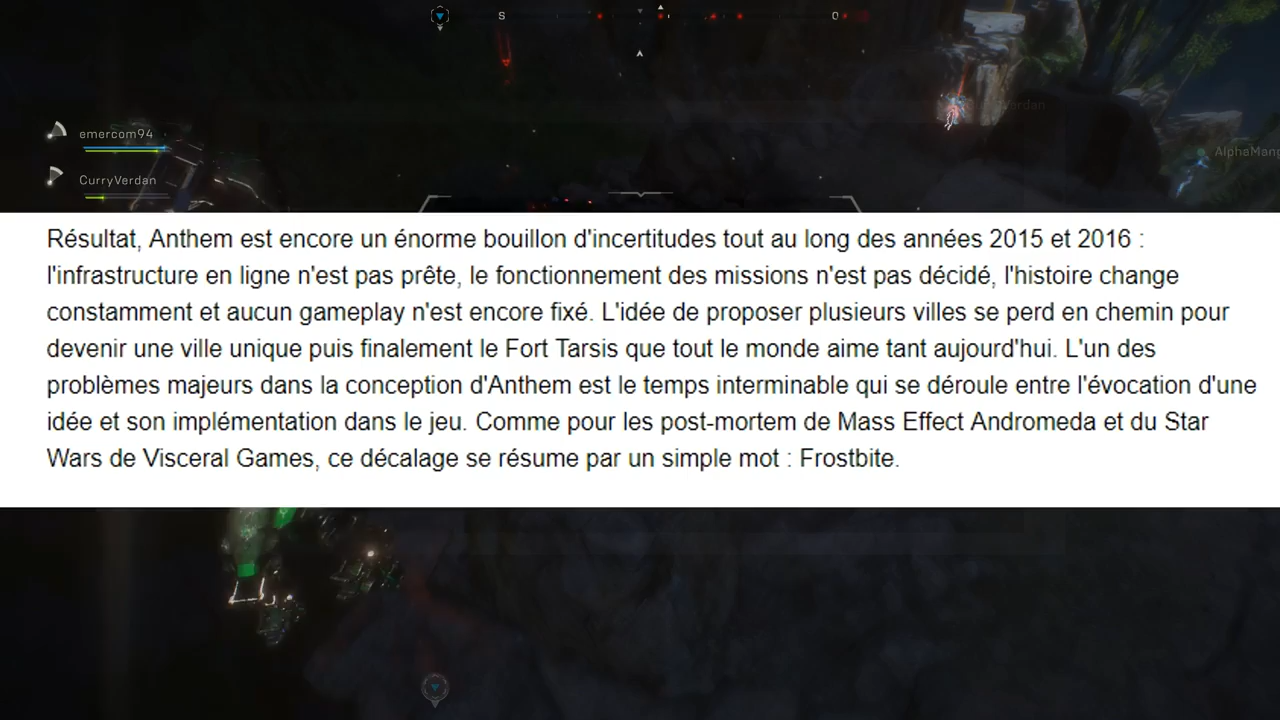 S
O
emercom94
CurryVerdan
AlphaMan
Résultat, Anthem est encore un énorme bouillon d'incertitudes tout au long des années 2015 et 2016 :
l'infrastructure en ligne n'est pas prête, le fonctionnement des missions n'est pas décidé, l'histoire change
constamment et aucun gameplay n'est encore fixé. L'idée de proposer plusieurs villes se perd en chemin pour
devenir une ville unique puis finalement le Fort Tarsis que tout le monde aime tant aujourd'hui. L'un des
problèmes majeurs dans la conception d'Anthem est le temps interminable qui se déroule entre l'évocation d'une
idée et son implémentation dans le jeu. Comme pour les post-mortem de Mass Effect Andromeda et du Star
Wars de Visceral Games, ce décalage se résume par un simple mot : Frostbite.